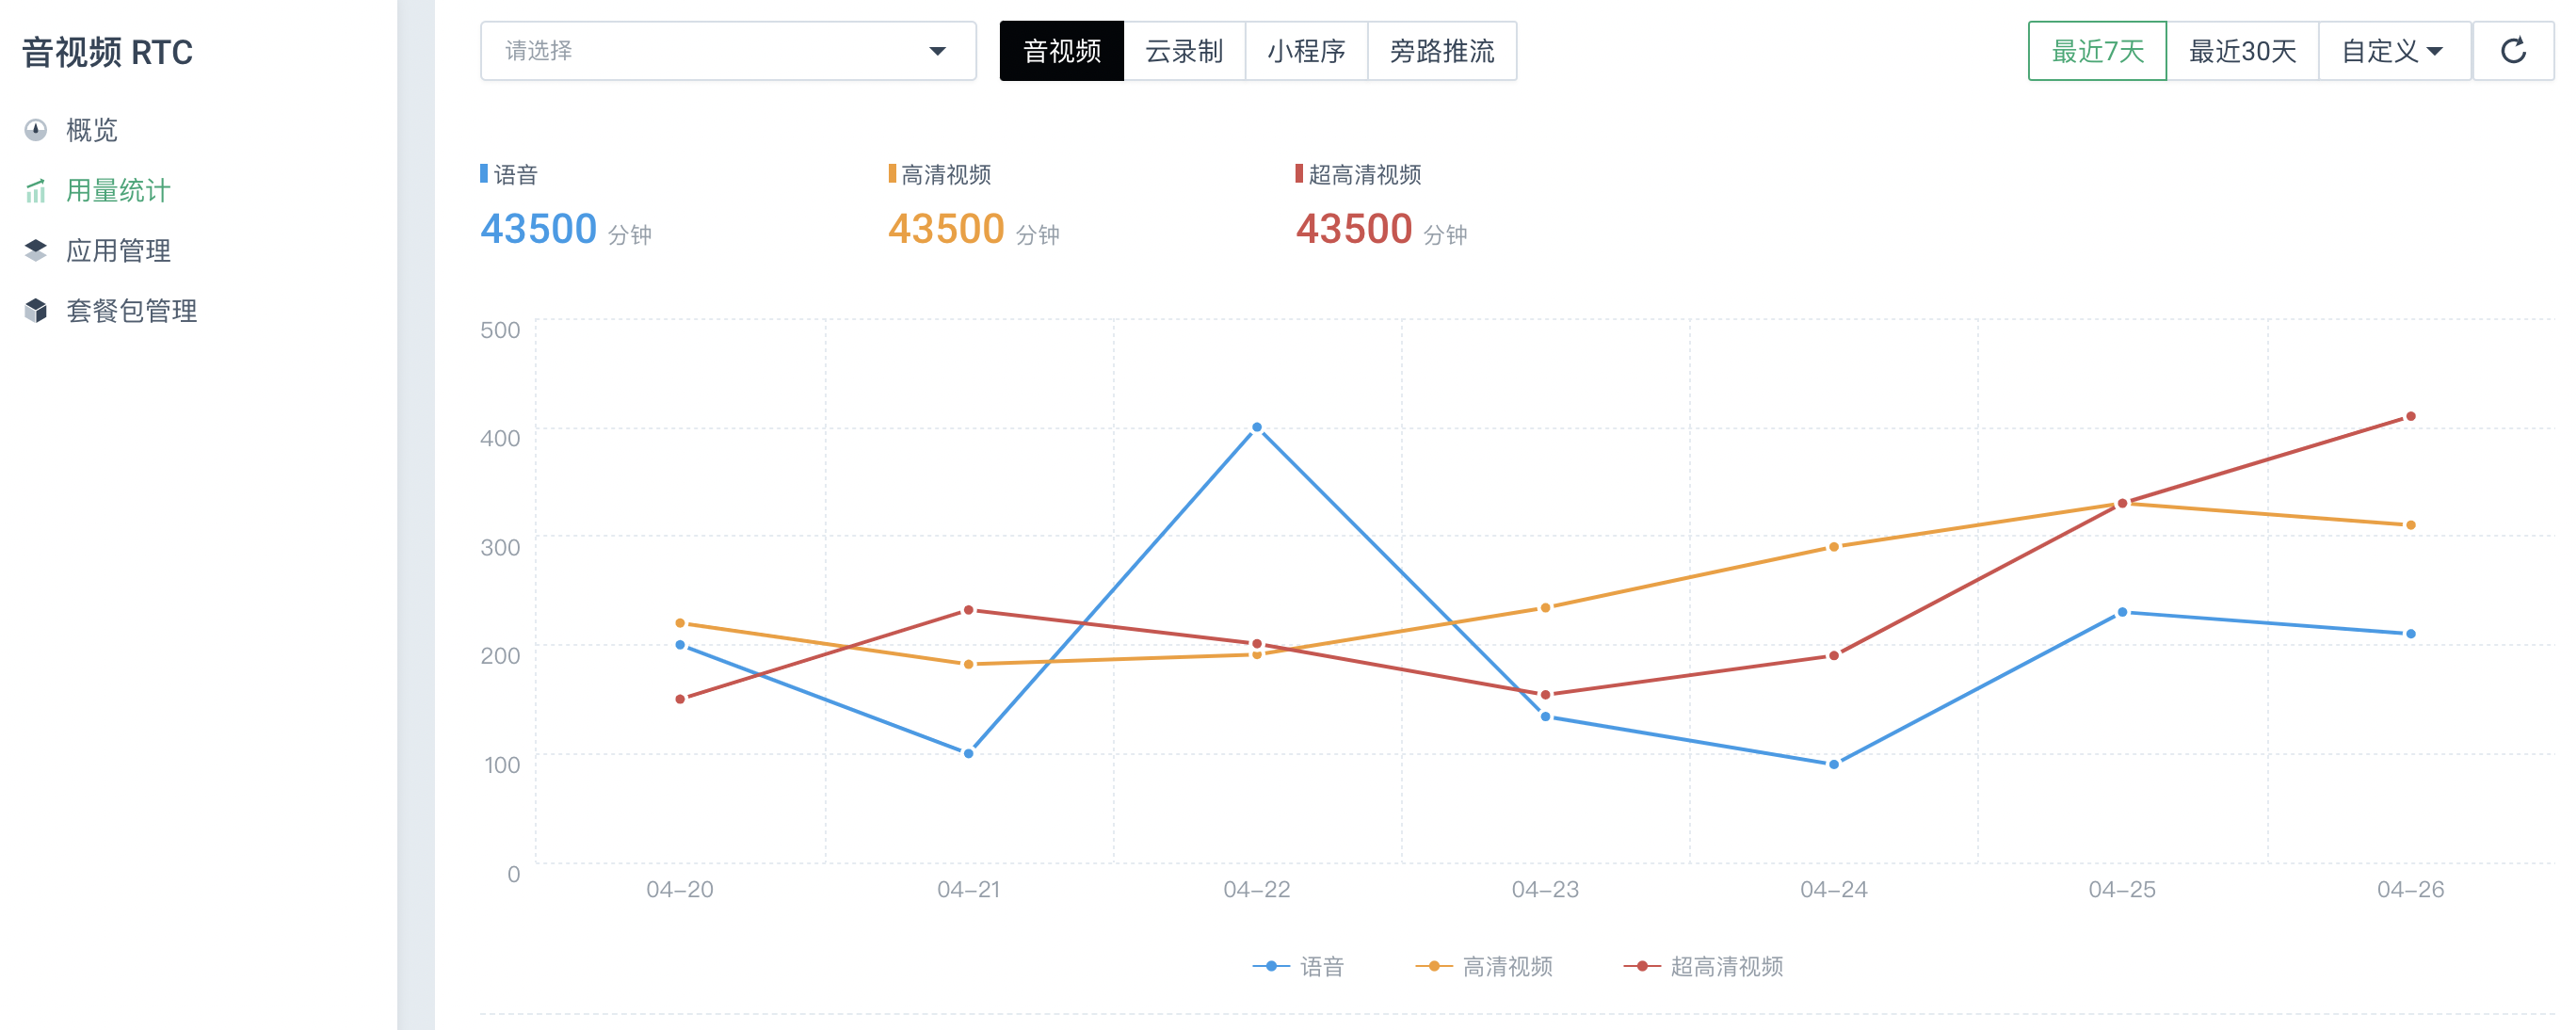 音视频 RTC
概览
用量统计
应用管理
套餐包管理
请选择
音视频 云录制 小程序 旁路推流
最近7天 最近30天 自定义
语音 高清视频 超高清视频
43500 分钟 43500 分钟 43500 分钟
500
400
300
200
100
0
04-20 04-21 04-22 04-23 04-24 04-25 04-26
语音 高清视频 超高清视频